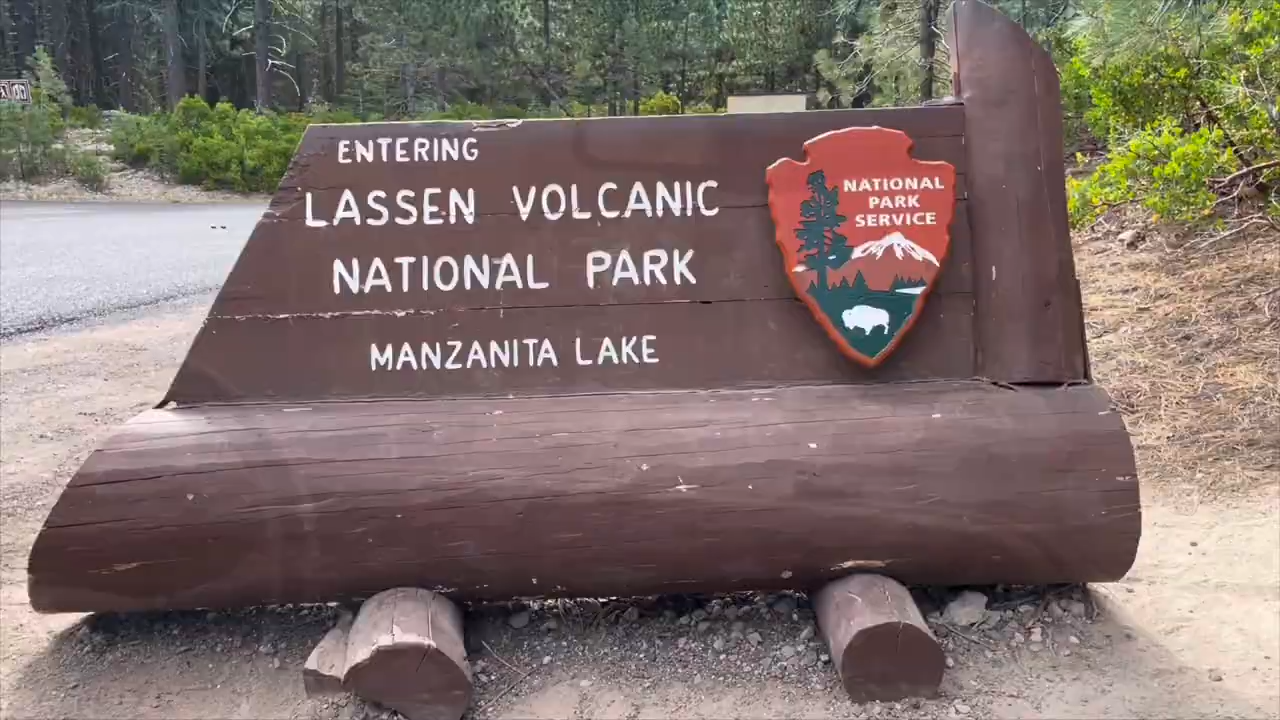 ENTERING
LASSEN VOLCANIC
NATIONAL PARK
MANZANITA LAKE
NATIONAL
PARK
SERVICE